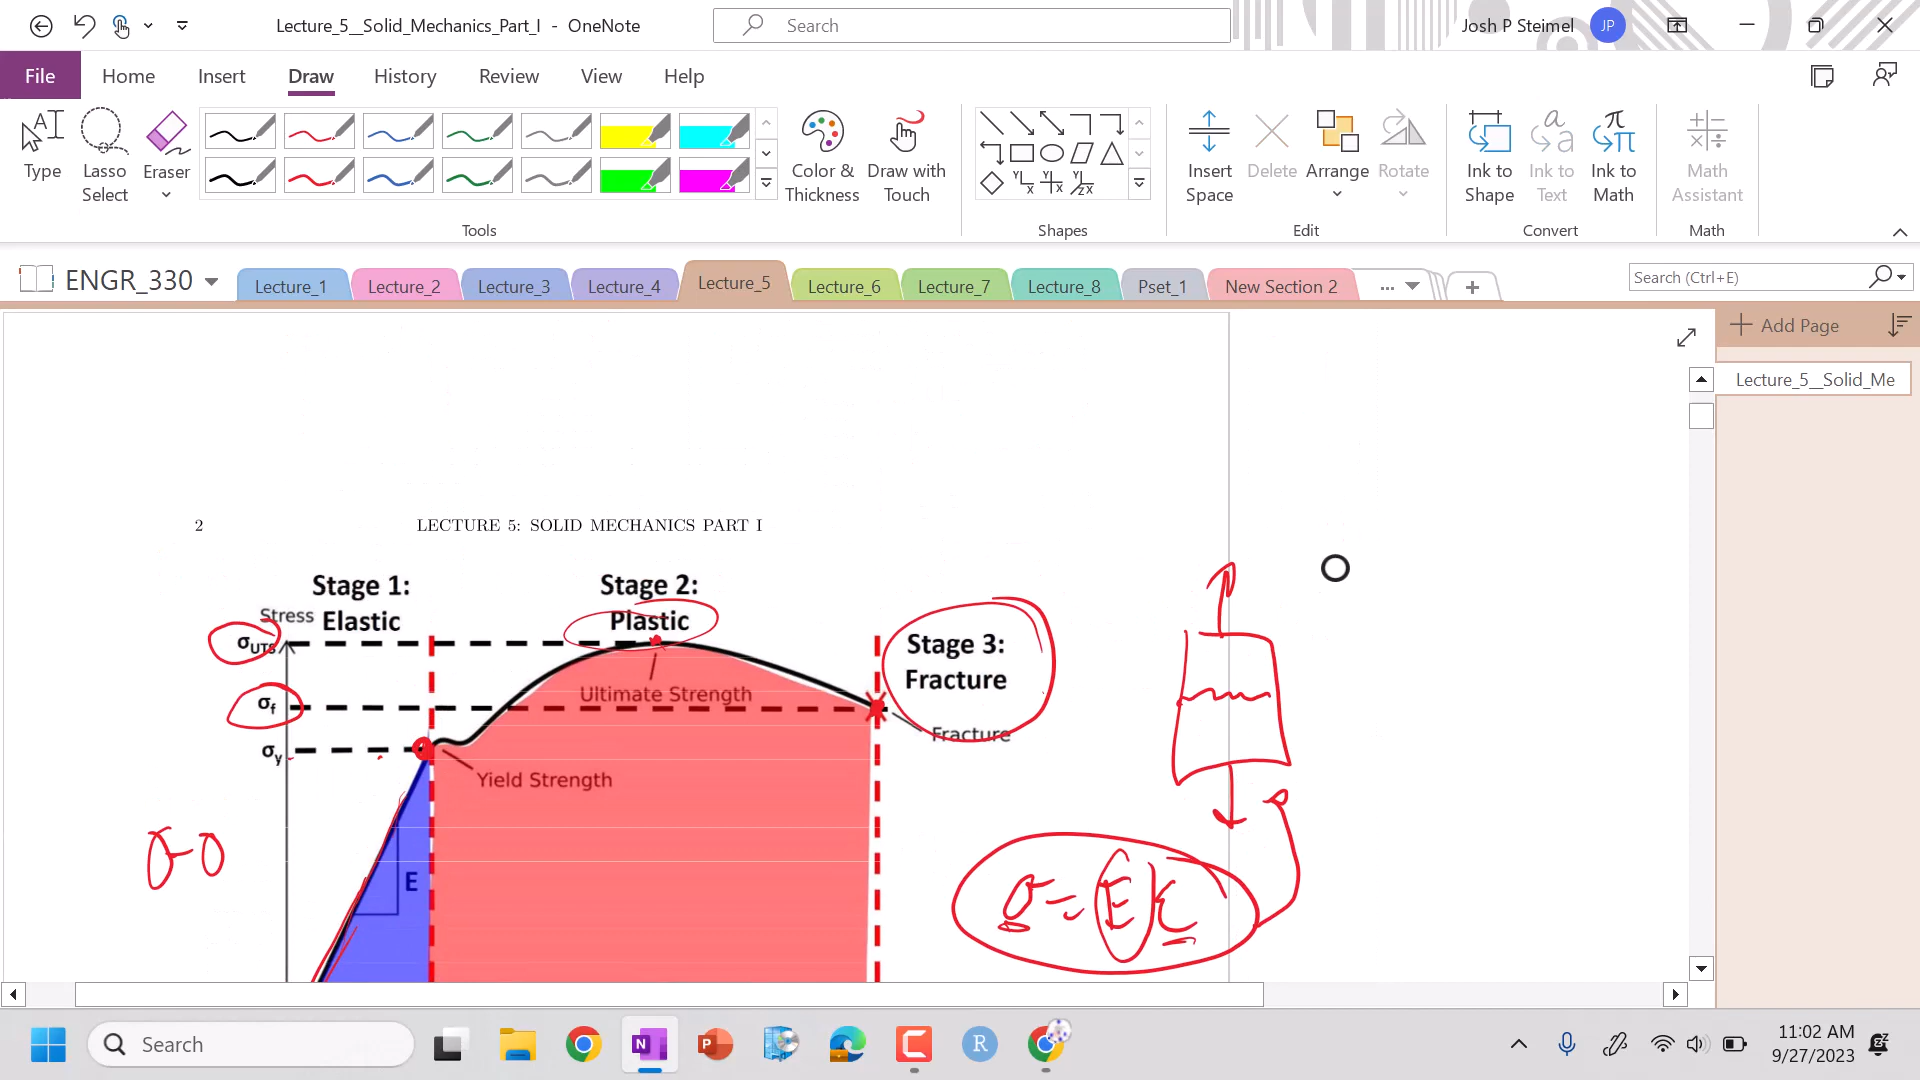 Lecture_5__Solid_Mechanics_Part_I - OneNote
Search
Josh P Steimel
JP
File Home Insert Draw History Review View Help
Type
Lasso Select
Eraser
Color & Thickness
Draw with Touch
Insert Space
Delete
Arrange
Rotate
Ink to Shape
Ink to Text
Ink to Math
Math Assistant
Tools
Shapes
Edit
Convert
Math
ENGR_330
Lecture_1
Lecture_2
Lecture_3
Lecture_4
Lecture_5
Lecture_6
Lecture_7
Lecture_8
Pset_1
New Section 2
...
Search (Ctrl+E)
Add Page
Lecture_5__Solid_Me
2 LECTURE 5: SOLID MECHANICS PART I
Stage 1:
Elastic
Stage 2:
Plastic
Stage 3:
Fracture
Stress
σUTS
σf
σy
Ultimate Strength
Fracture
Yield Strength
E
σ = E ε
Search
11:02 AM
9/27/2023